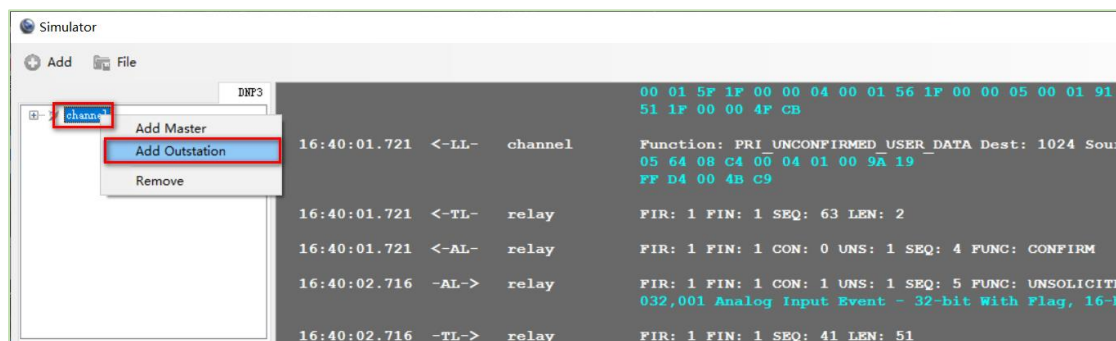 Simulator
Add File
DNP3
channel
Add Master
Add Outstation
Remove
00 01 5F 1F 00 00 04 00 01 56 1F 00 00 05 00 01 91
51 1F 00 00 4F CB
16:40:01.721 <-LL- channel Function: PRI_UNCONFIRMED_USER_DATA Dest: 1024 Sou
05 64 08 C4 00 04 01 00 9A 19
FF D4 00 4B C9
16:40:01.721 <-TL- relay FIR: 1 FIN: 1 SEQ: 63 LEN: 2
16:40:01.721 <-AL- relay FIR: 1 FIN: 1 CON: 0 UNS: 1 SEQ: 4 FUNC: CONFIRM
16:40:02.716 -AL-> relay FIR: 1 FIN: 1 CON: 1 UNS: 1 SEQ: 5 FUNC: UNSOLICIT
032,001 Analog Input Event - 32-bit With Flag, 16-
16:40:02.716 -TL-> relay FIR: 1 FIN: 1 SEQ: 41 LEN: 51